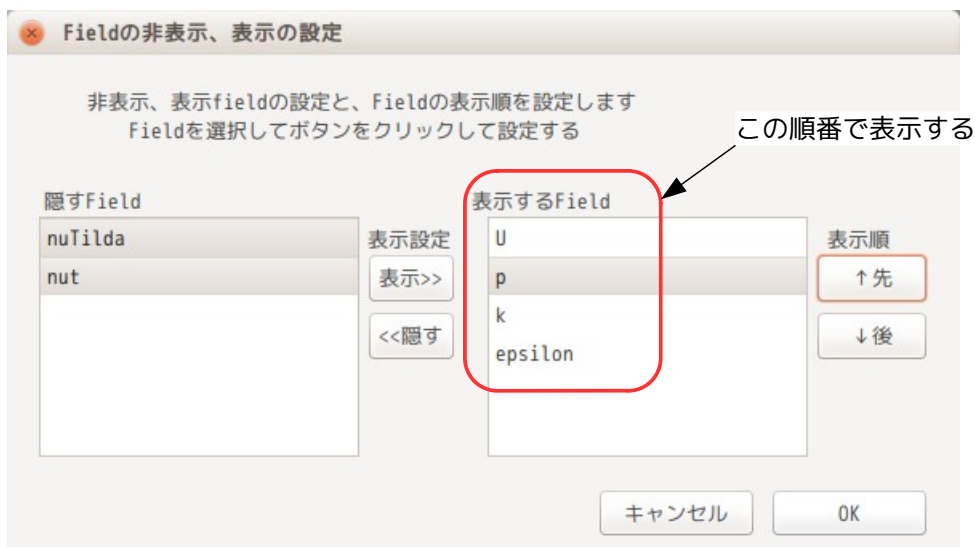 Fieldの非表示、表示の設定
非表示、表示fieldの設定と、Fieldの表示順を設定します
Fieldを選択してボタンをクリックして設定する
この順番で表示する
隠すField
nuTilda
nut
表示設定
表示>>
<<隠す
表示するField
U
p
k
epsilon
表示順
↑先
↓後
キャンセル
OK